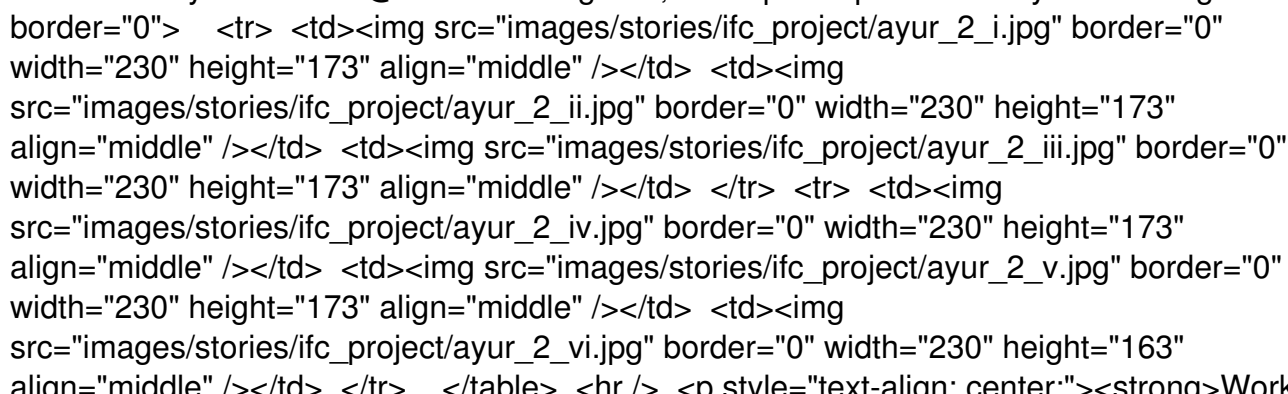 border="0">    <tr>  <td><img src="images/stories/ifc_project/ayur_2_i.jpg" border="0"
width="230" height="173" align="middle" /></td>  <td><img
src="images/stories/ifc_project/ayur_2_ii.jpg" border="0" width="230" height="173"
align="middle" /></td>  <td><img src="images/stories/ifc_project/ayur_2_iii.jpg" border="0"
width="230" height="173" align="middle" /></td>  </tr>  <tr>  <td><img
src="images/stories/ifc_project/ayur_2_iv.jpg" border="0" width="230" height="173"
align="middle" /></td>  <td><img src="images/stories/ifc_project/ayur_2_v.jpg" border="0"
width="230" height="173" align="middle" /></td>  <td><img
src="images/stories/ifc_project/ayur_2_vi.jpg" border="0" width="230" height="163"
align="middle" /></td>  </tr>    </table>  <hr />  <p style="text-align: center;"><strong>Work